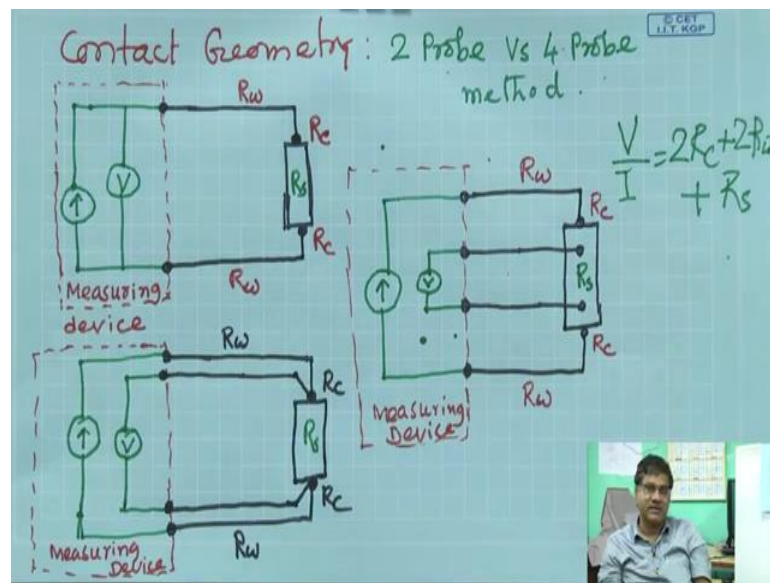 © CET
I.I.T. KGP
Contact Geometry: 2 Probe Vs 4 Probe
method.
Rw
Rc
V
Rs
Rc
Rw
Measuring
device
V/I = 2Rc + 2Rw
+ Rs
Rw
Rc
V
Rs
Rc
Rw
Measuring
Device
Rw
Rc
V
Rs
Rc
Rw
Measuring
Device